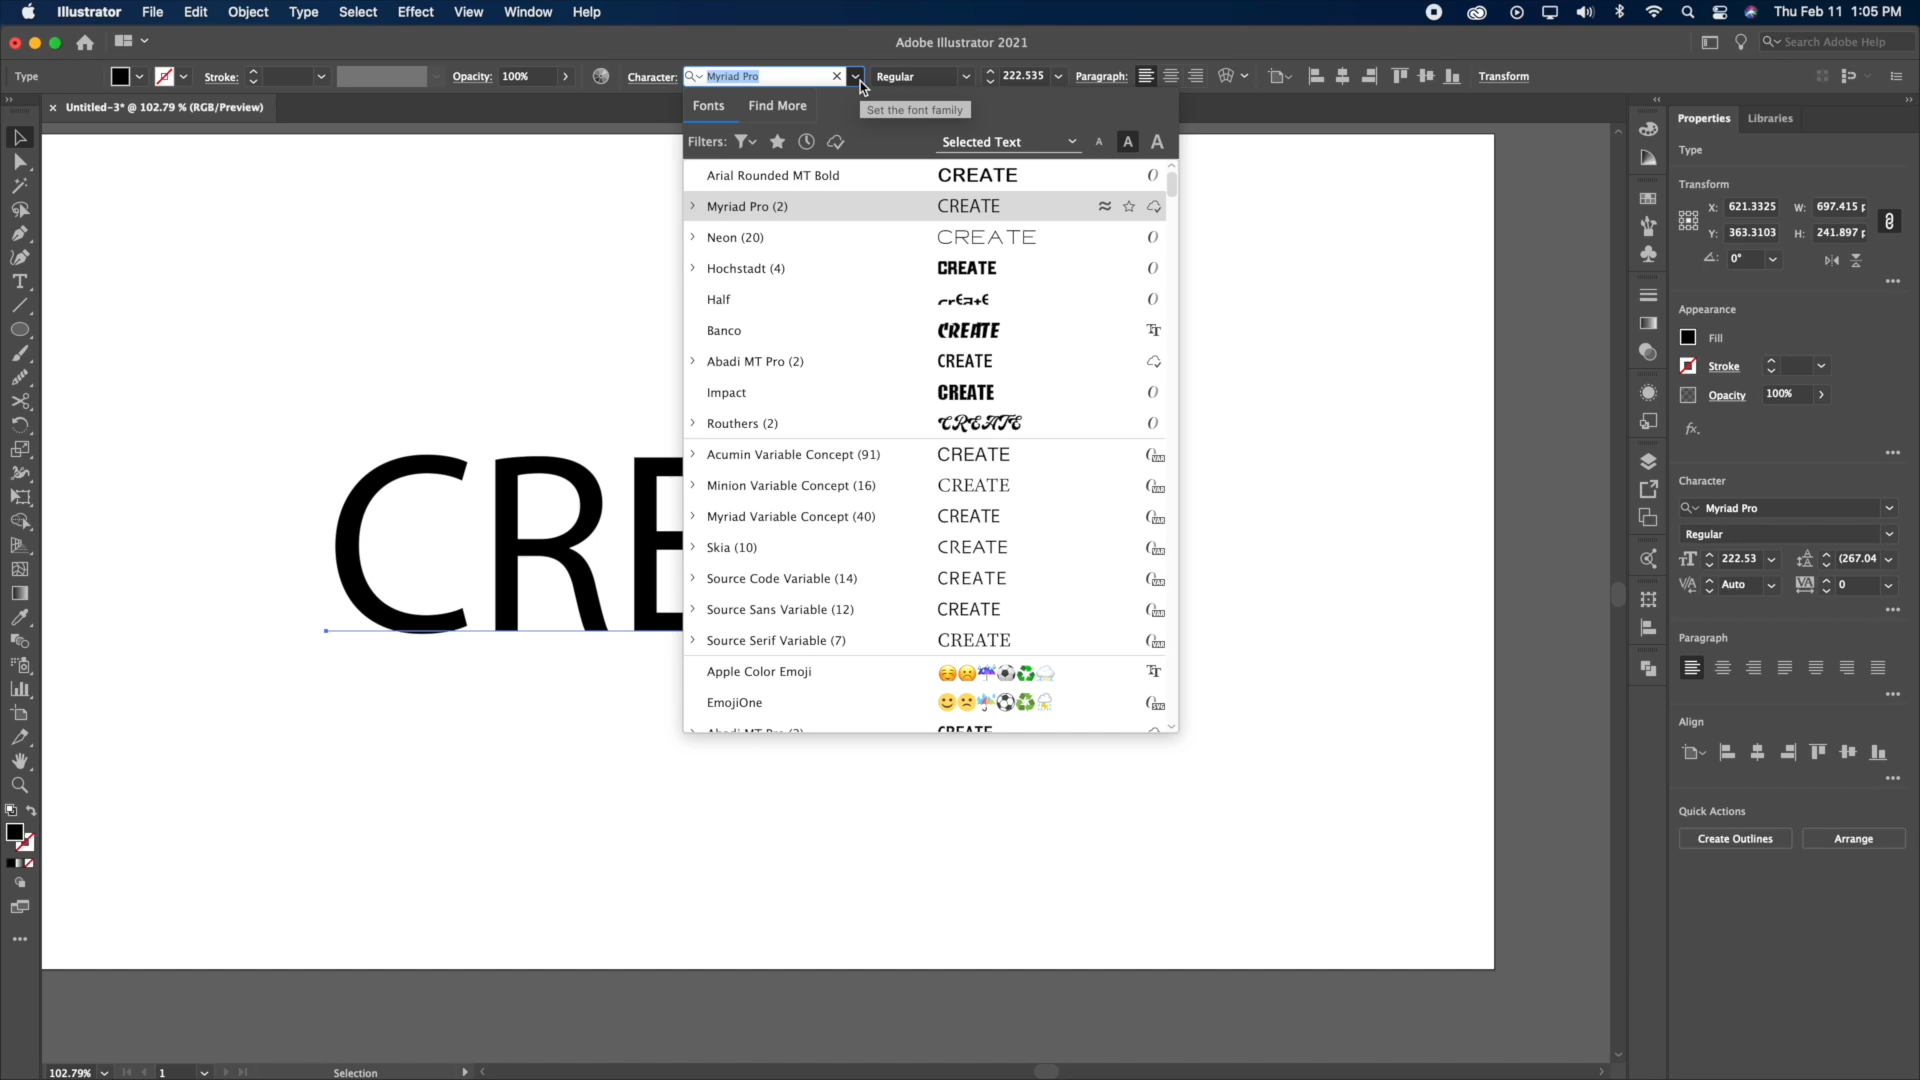 Illustrator File Edit Object Type Select Effect View Window Help Thu Feb 11 1:05 PM
Adobe Illustrator 2021 Search Adobe Help
Type Stroke: Opacity: 100% Character: Myriad Pro Regular 222.535 Paragraph: Transform
× Untitled-3* @ 102.79 % (RGB/Preview)
Fonts Find More
Set the font family
Filters: Selected Text A A A
Arial Rounded MT Bold CREATE
Myriad Pro (2) CREATE
Neon (20) CREATE
Hochstadt (4) CREATE
Half CREATE
Banco CREATE
Abadi MT Pro (2) CREATE
Impact CREATE
Routhers (2) CREATE
Acumin Variable Concept (91) CREATE
Minion Variable Concept (16) CREATE
Myriad Variable Concept (40) CREATE
Skia (10) CREATE
Source Code Variable (14) CREATE
Source Sans Variable (12) CREATE
Source Serif Variable (7) CREATE
Apple Color Emoji
EmojiOne
Abadi MT Pro (2) CREATE
CRE
Properties Libraries
Type
Transform
X: 621.3325 W: 697.415 p
Y: 363.3103 H: 241.897 p
0°
Appearance
Fill
Stroke
Opacity 100%
fx.
Character
Myriad Pro
Regular
222.53 (267.04
Auto 0
Paragraph
Align
Quick Actions
Create Outlines Arrange
102.79% 1 Selection